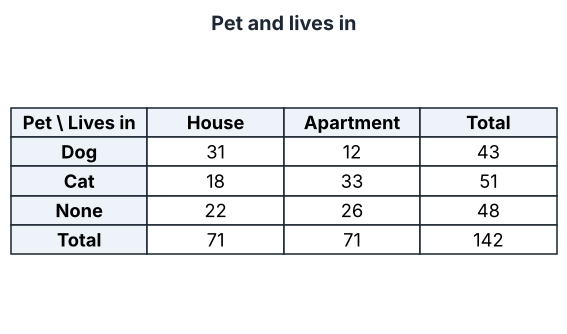 Pet and lives in
Pet \ Lives in House Apartment Total
Dog 31 12 43
Cat 18 33 51
None 22 26 48
Total 71 71 142